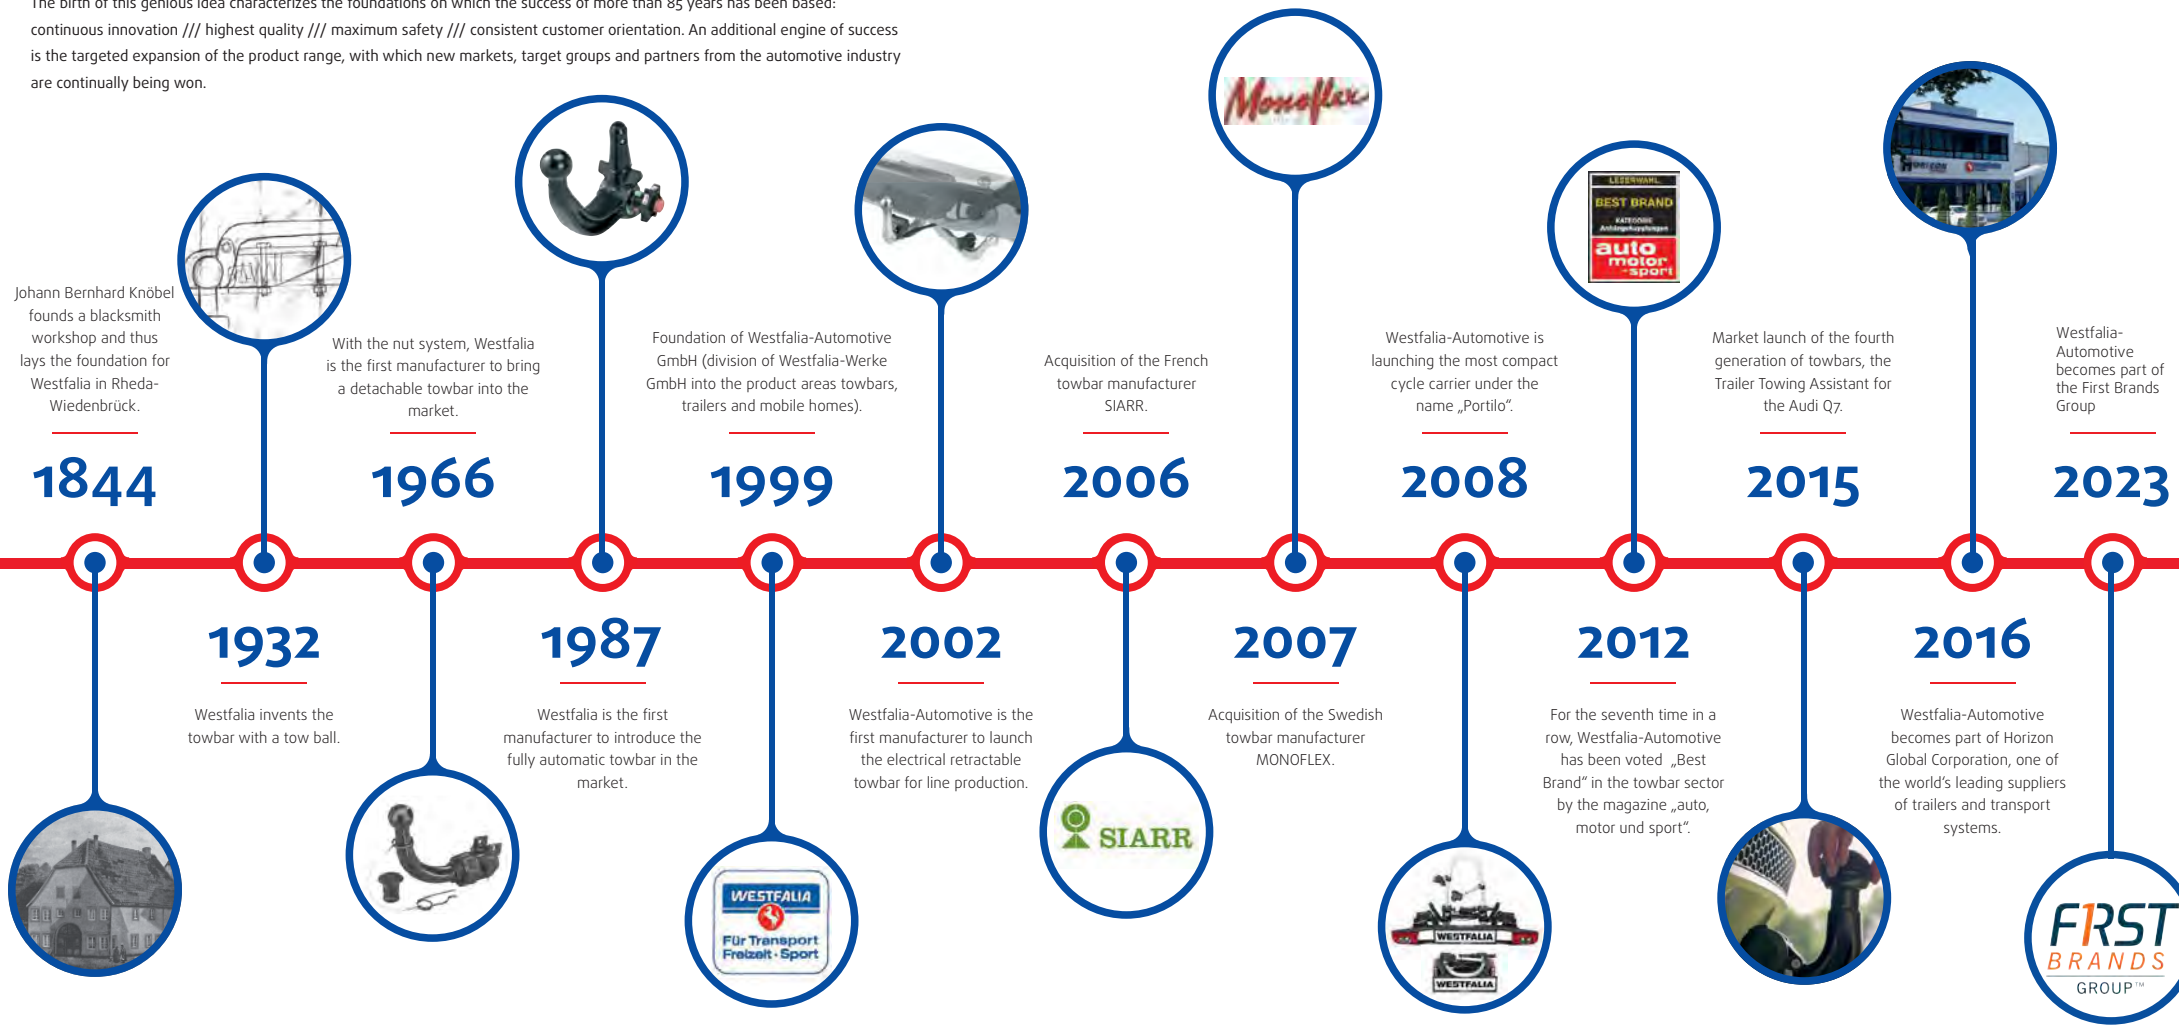 The birth of this genious idea characterizes the foundations on which the success of more than 85 years has been based:
continuous innovation /// highest quality /// maximum safety /// consistent customer orientation. An additional engine of success
is the targeted expansion of the product range, with which new markets, target groups and partners from the automotive industry
are continually being won.
Johann Bernhard Knöbel
founds a blacksmith
workshop and thus
lays the foundation for
Westfalia in Rheda-
Wiedenbrück.
1844
1932
Westfalia invents the
towbar with a tow ball.
With the nut system, Westfalia
is the first manufacturer to bring
a detachable towbar into the
market.
1966
1987
Westfalia is the first
manufacturer to introduce the
fully automatic towbar in the
market.
Foundation of Westfalia-Automotive
GmbH (division of Westfalia-Werke
GmbH into the product areas towbars,
trailers and mobile homes).
1999
WESTFALIA
Für Transport
Freizeit · Sport
2002
Westfalia-Automotive is the
first manufacturer to launch
the electrical retractable
towbar for line production.
Acquisition of the French
towbar manufacturer
SIARR.
2006
SIARR
Monoflex
2007
Acquisition of the Swedish
towbar manufacturer
MONOFLEX.
Westfalia-Automotive is
launching the most compact
cycle carrier under the
name „Portilo“.
2008
WESTFALIA
WESTFALIA
LESERWAHL
BEST BRAND
KATEGORIE
Anhängerkupplungen
auto
motor
-sport
2012
For the seventh time in a
row, Westfalia-Automotive
has been voted „Best
Brand“ in the towbar sector
by the magazine „auto,
motor und sport“.
Market launch of the fourth
generation of towbars, the
Trailer Towing Assistant for
the Audi Q7.
2015
HORIZON
2016
Westfalia-Automotive
becomes part of Horizon
Global Corporation, one of
the world's leading suppliers
of trailers and transport
systems.
Westfalia-
Automotive
becomes part of
the First Brands
Group
2023
F1RST
BRANDS
GROUP™